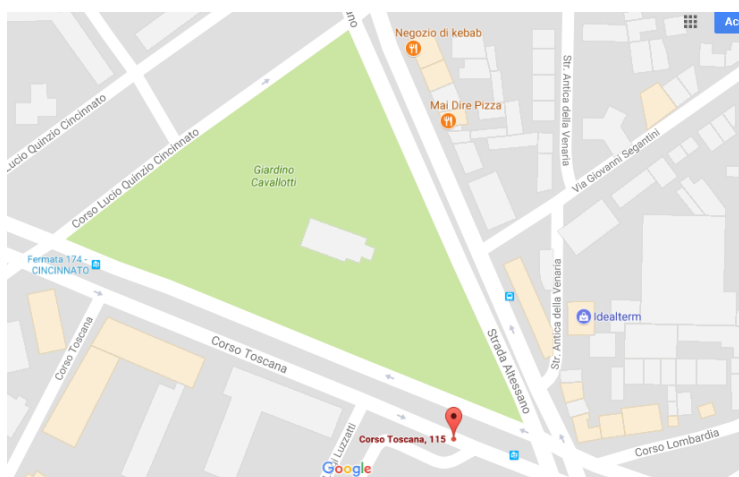 Negozio di kebab
Ac
Mai Dire Pizza
Str. Antica della Venaria
Lucio Quinzio Cincinnato
Corso Lucio Quinzio Cincinnato
Giardino
Cavallotti
Via Giovanni Segantini
Fermata 174 -
CINCINNATO
Str. Antica della Venaria
Idealterm
Corso Toscana
Corso Toscana
Strada Altessano
Corso Toscana, 115
Luzzatti
Corso Lombardia
Google